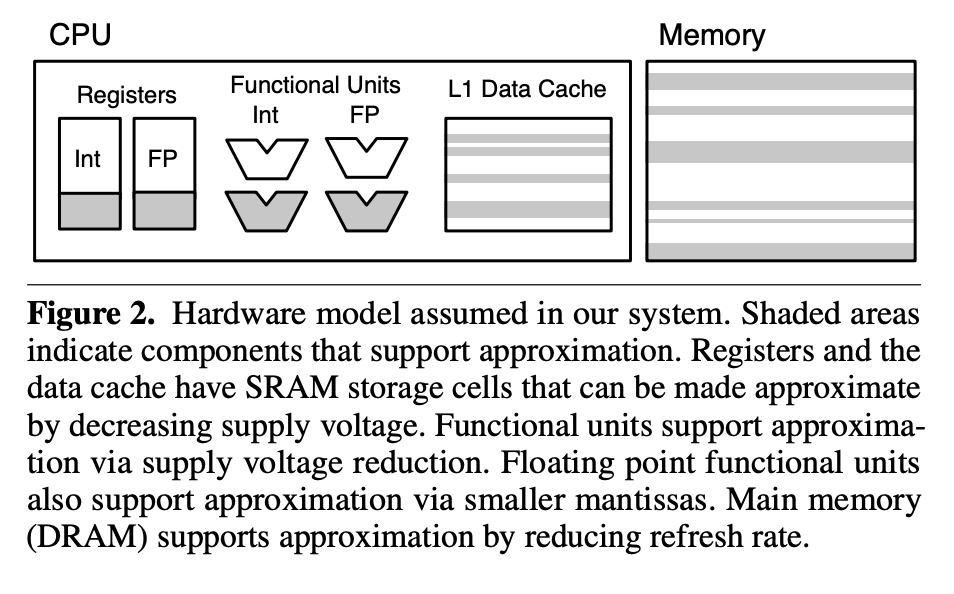 CPU
Memory
Registers
Functional Units
L1 Data Cache
Int
FP
Int
FP
Figure 2. Hardware model assumed in our system. Shaded areas
indicate components that support approximation. Registers and the
data cache have SRAM storage cells that can be made approximate
by decreasing supply voltage. Functional units support approxima-
tion via supply voltage reduction. Floating point functional units
also support approximation via smaller mantissas. Main memory
(DRAM) supports approximation by reducing refresh rate.